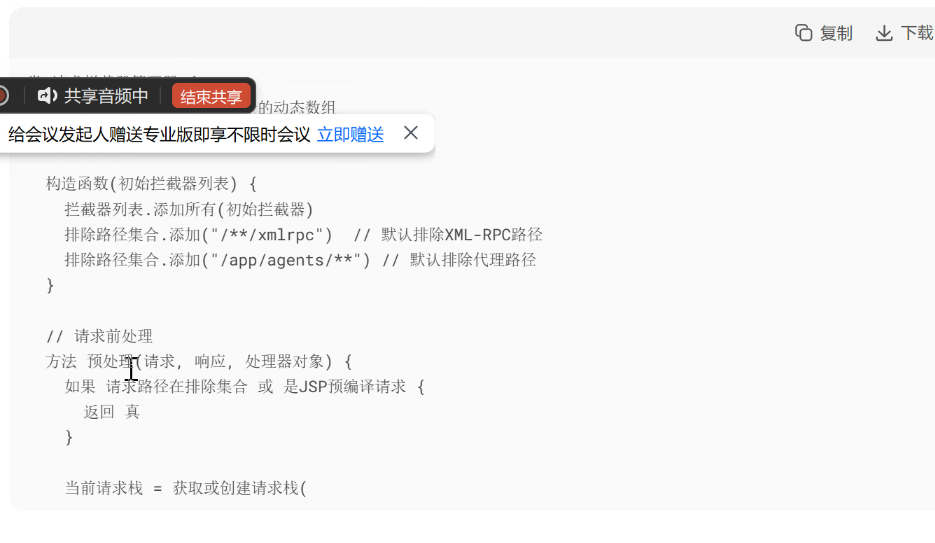 复制 下载
共享音频中 结束共享
的动态数组
给会议发起人赠送专业版即享不限时会议 立即赠送
构造函数(初始拦截器列表) {
拦截器列表.添加所有(初始拦截器)
排除路径集合.添加("/**/xmlrpc") // 默认排除XML-RPC路径
排除路径集合.添加("/app/agents/**") // 默认排除代理路径
}
// 请求前处理
方法 预处理(请求, 响应, 处理器对象) {
如果 请求路径在排除集合 或 是JSP预编译请求 {
返回 真
}
当前请求栈 = 获取或创建请求栈(